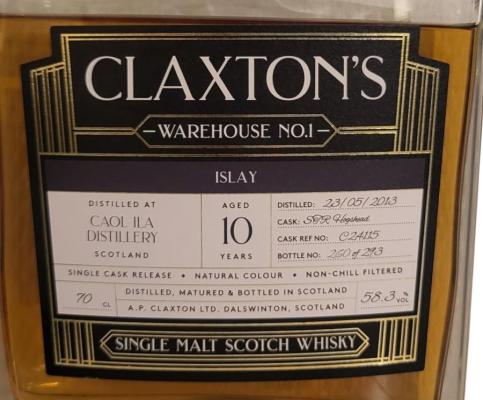 CLAXTON'S
WAREHOUSE NO.1
ISLAY
DISTILLED AT
CAOL ILA
DISTILLERY
SCOTLAND
AGED
10
YEARS
DISTILLED: 23/05/2013
CASK: STR Hogshead
CASK REF NO: C24115
BOTTLE NO: 260 of 293
SINGLE CASK RELEASE • NATURAL COLOUR • NON-CHILL FILTERED
70 CL
DISTILLED, MATURED & BOTTLED IN SCOTLAND
A.P. CLAXTON LTD. DALSWINTON, SCOTLAND
58.3 % VOL
SINGLE MALT SCOTCH WHISKY